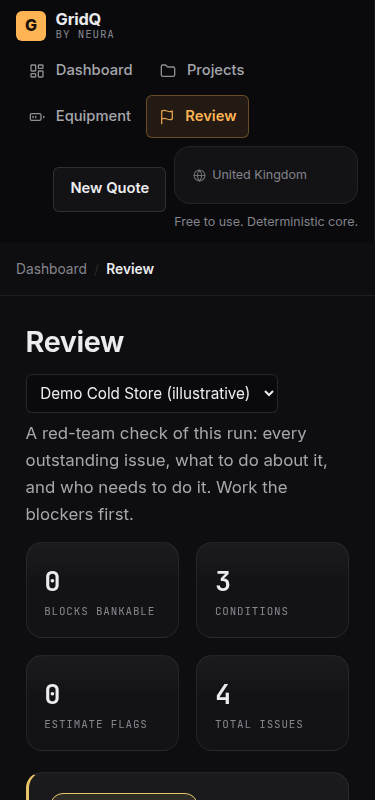 G GridQ
BY NEURA
Dashboard Projects
Equipment Review
New Quote
United Kingdom
Free to use. Deterministic core.
Dashboard / Review
Review
Demo Cold Store (illustrative)
A red-team check of this run: every
outstanding issue, what to do about it,
and who needs to do it. Work the
blockers first.
0 3
BLOCKS BANKABLE CONDITIONS
0 4
ESTIMATE FLAGS TOTAL ISSUES